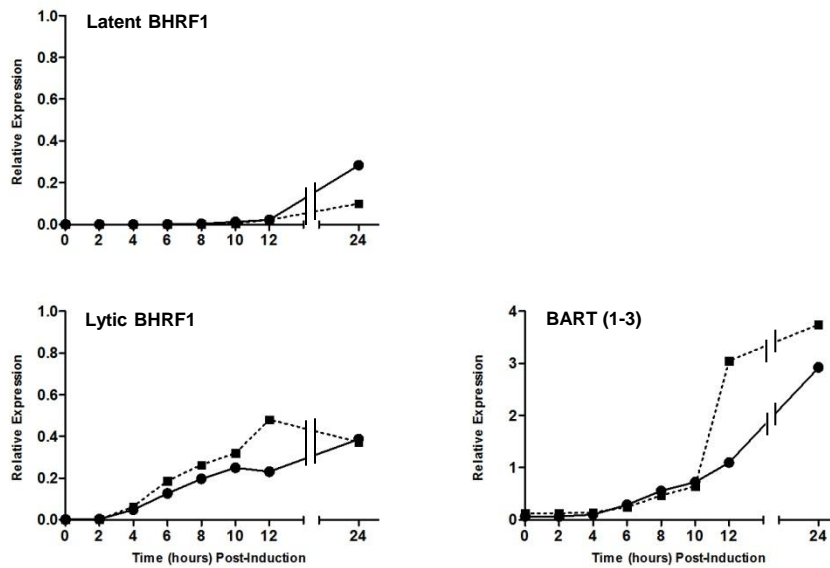 Latent BHRF1
Relative Expression
1.0
0.8
0.6
0.4
0.2
0.0
0 2 4 6 8 10 12 24
Lytic BHRF1
Relative Expression
1.0
0.8
0.6
0.4
0.2
0.0
0 2 4 6 8 10 12 24
Time (hours) Post-Induction
BART (1-3)
Relative Expression
4
3
2
1
0
0 2 4 6 8 10 12 24
Time (hours) Post-Induction